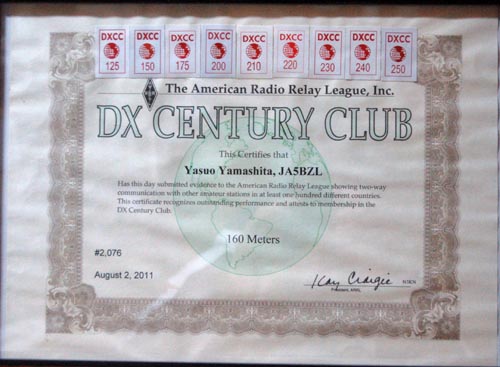 DXCC DXCC DXCC DXCC DXCC DXCC DXCC DXCC DXCC
125 150 175 200 210 220 230 240 250
The American Radio Relay League, Inc.
DX CENTURY CLUB
This Certifies that
Yasuo Yamashita, JA5BZL
Has this day submitted evidence to the American Radio Relay League showing two-way
communication with other amateur stations in at least one hundred different countries.
This certificate recognizes outstanding performance and attests to membership in the
DX Century Club.
160 Meters
#2,076
August 2, 2011
Kay Craigie
President, ARRL